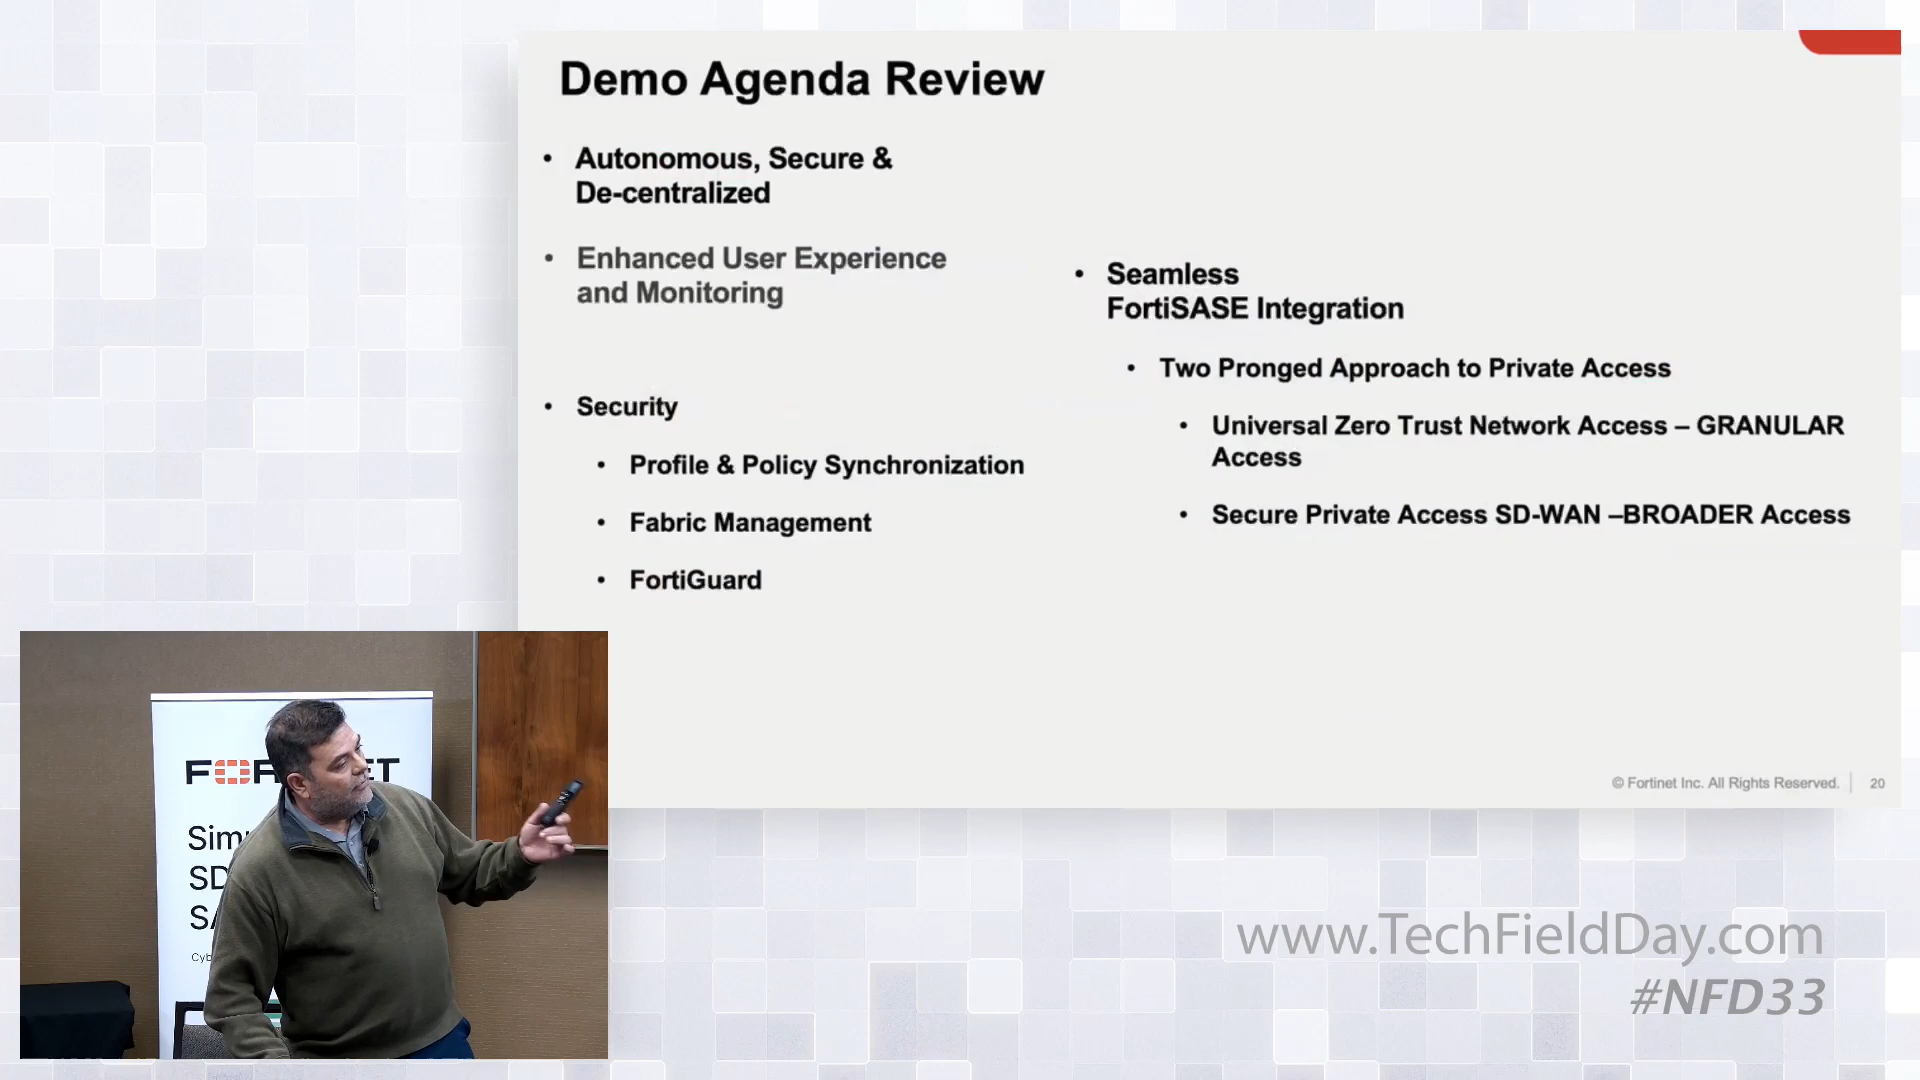 Demo Agenda Review
• Autonomous, Secure &
De-centralized
• Enhanced User Experience
and Monitoring
• Security
• Profile & Policy Synchronization
• Fabric Management
• FortiGuard
• Seamless
FortiSASE Integration
• Two Pronged Approach to Private Access
• Universal Zero Trust Network Access – GRANULAR
Access
• Secure Private Access SD-WAN –BROADER Access
© Fortinet Inc. All Rights Reserved. 20
www.TechFieldDay.com
#NFD33